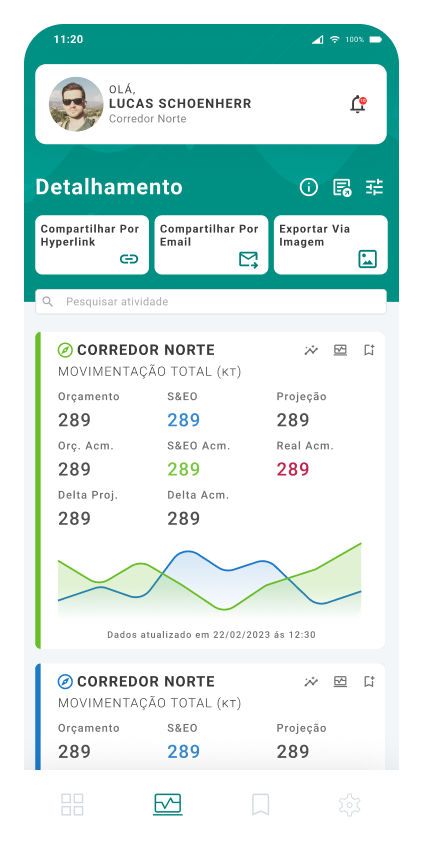 11:20
100%
OLÁ,
LUCAS SCHOENHERR
Corredor Norte
Detalhamento
Compartilhar Por
Hyperlink
Compartilhar Por
Email
Exportar Via
Imagem
Pesquisar atividade
CORREDOR NORTE
MOVIMENTAÇÃO TOTAL (KT)
Orçamento S&EO Projeção
289 289 289
Orç. Acm. S&EO Acm. Real Acm.
289 289 289
Delta Proj. Delta Acm.
289 289
Dados atualizado em 22/02/2023 ás 12:30
CORREDOR NORTE
MOVIMENTAÇÃO TOTAL (KT)
Orçamento S&EO Projeção
289 289 289